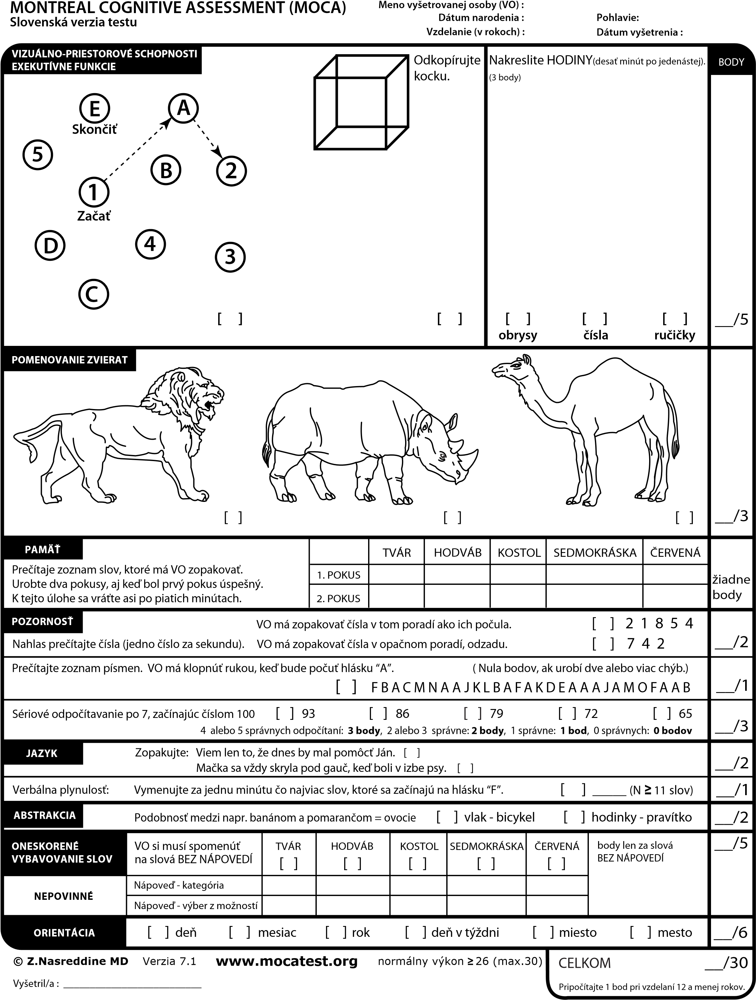 MONTREAL COGNITIVE ASSESSMENT (MOCA)
Slovenská verzia testu
Meno vyšetrovanej osoby (VO) :
Dátum narodenia :
Pohlavie:
Vzdelanie (v rokoch) :
Dátum vyšetrenia :
VIZUÁLNO-PRIESTOROVÉ SCHOPNOSTI
EXEKUTÍVNE FUNKCIE
Odkopírujte
kocku.
Nakreslite HODINY (desať minút po jedenástej).
(3 body)
BODY
E
Skončiť
A
5
B
2
1
Začať
D
4
3
C
[ ]
[ ]
[ ] [ ] [ ]
obrysy čísla ručičky
__/5
POMENOVANIE ZVIERAT
[ ] [ ] [ ] __/3
PAMÄŤ
Prečítaje zoznam slov, ktoré má VO zopakovať.
Urobte dva pokusy, aj keď bol prvý pokus úspešný.
K tejto úlohe sa vráťte asi po piatich minútach.
TVÁR HODVÁB KOSTOL SEDMOKRÁSKA ČERVENÁ
1. POKUS
2. POKUS
žiadne
body
POZORNOSŤ
VO má zopakovať čísla v tom poradí ako ich počula. [ ] 2 1 8 5 4
Nahlas prečítajte čísla (jedno číslo za sekundu). VO má zopakovať čísla v opačnom poradí, odzadu. [ ] 7 4 2 __/2
Prečítajte zoznam písmen. VO má klopnúť rukou, keď bude počuť hlásku “A”. ( Nula bodov, ak urobí dve alebo viac chýb.)
[ ] F B A C M N A A J K L B A F A K D E A A A J A M O F A A B __/1
Sériové odpočítavanie po 7, začínajúc číslom 100 [ ] 93 [ ] 86 [ ] 79 [ ] 72 [ ] 65
4 alebo 5 správnych odpočítaní: 3 body, 2 alebo 3 správne: 2 body, 1 správne: 1 bod, 0 správnych: 0 bodov __/3
JAZYK
Zopakujte: Viem len to, že dnes by mal pomôcť Ján. [ ]
Mačka sa vždy skryla pod gauč, keď boli v izbe psy. [ ] __/2
Verbálna plynulosť: Vymenujte za jednu minútu čo najviac slov, ktoré sa začínajú na hlásku “F”. [ ] _____ (N ≥ 11 slov) __/1
ABSTRAKCIA
Podobnosť medzi napr. banánom a pomarančom = ovocie [ ] vlak - bicykel [ ] hodinky - pravítko __/2
ONESKORENÉ
VYBAVOVANIE SLOV
VO si musí spomenúť
na slová BEZ NÁPOVEDÍ
TVÁR HODVÁB KOSTOL SEDMOKRÁSKA ČERVENÁ
[ ] [ ] [ ] [ ] [ ]
body len za slová
BEZ NÁPOVEDÍ
__/5
NEPOVINNÉ
Nápoveď - kategória
Nápoveď - výber z možností
ORIENTÁCIA [ ] deň [ ] mesiac [ ] rok [ ] deň v týždni [ ] miesto [ ] mesto __/6
© Z.Nasreddine MD Verzia 7.1 www.mocatest.org normálny výkon ≥ 26 (max.30)
CELKOM __/30
Vyšetril/a : ____________________
Pripočítajte 1 bod pri vzdelaní 12 a menej rokov.